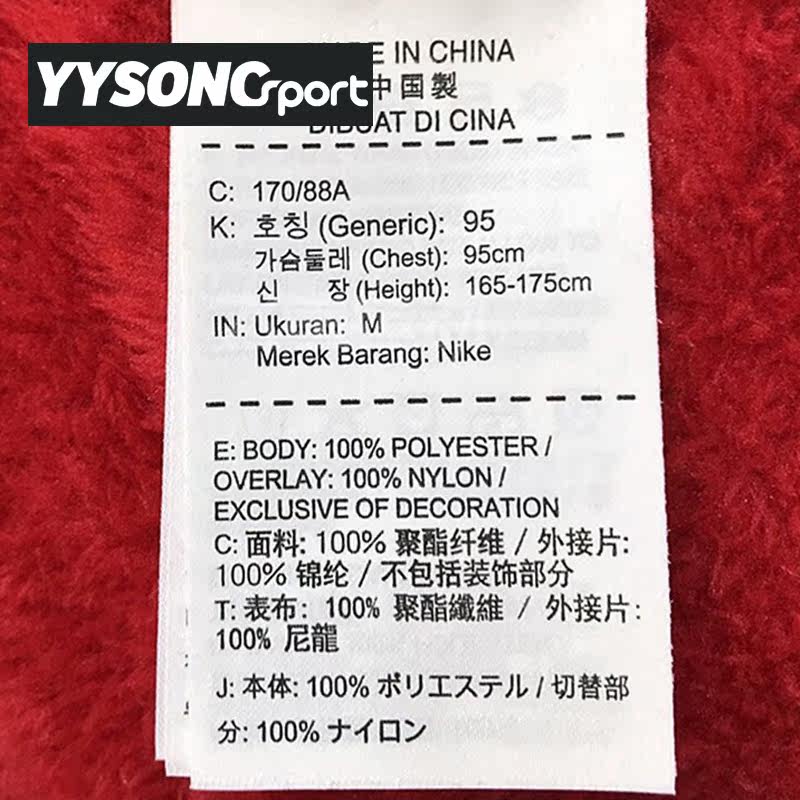 YYSONGsport
E IN CHINA
中国製
DIBUAT DI CINA
C: 170/88A
K: 호칭 (Generic): 95
가슴둘레 (Chest): 95cm
신 장 (Height): 165-175cm
IN: Ukuran: M
Merek Barang: Nike
E: BODY: 100% POLYESTER /
OVERLAY: 100% NYLON /
EXCLUSIVE OF DECORATION
C: 面料: 100% 聚酯纤维 / 外接片:
100% 锦纶 / 不包括装饰部分
T: 表布: 100% 聚酯纖維 / 外接片:
100% 尼龍
J: 本体: 100% ポリエステル / 切替部
分: 100% ナイロン